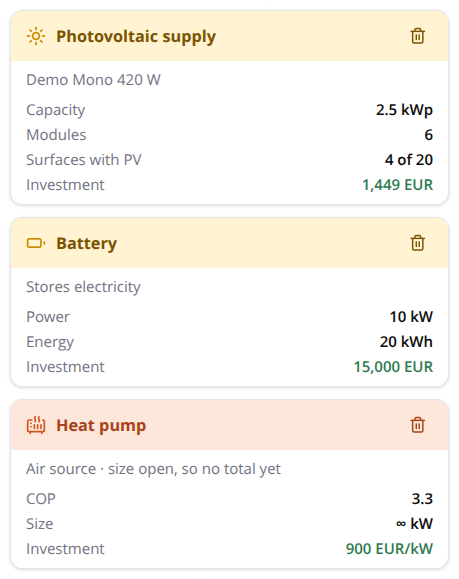 Photovoltaic supply
Demo Mono 420 W
Capacity 2.5 kWp
Modules 6
Surfaces with PV 4 of 20
Investment 1,449 EUR
Battery
Stores electricity
Power 10 kW
Energy 20 kWh
Investment 15,000 EUR
Heat pump
Air source · size open, so no total yet
COP 3.3
Size ∞ kW
Investment 900 EUR/kW